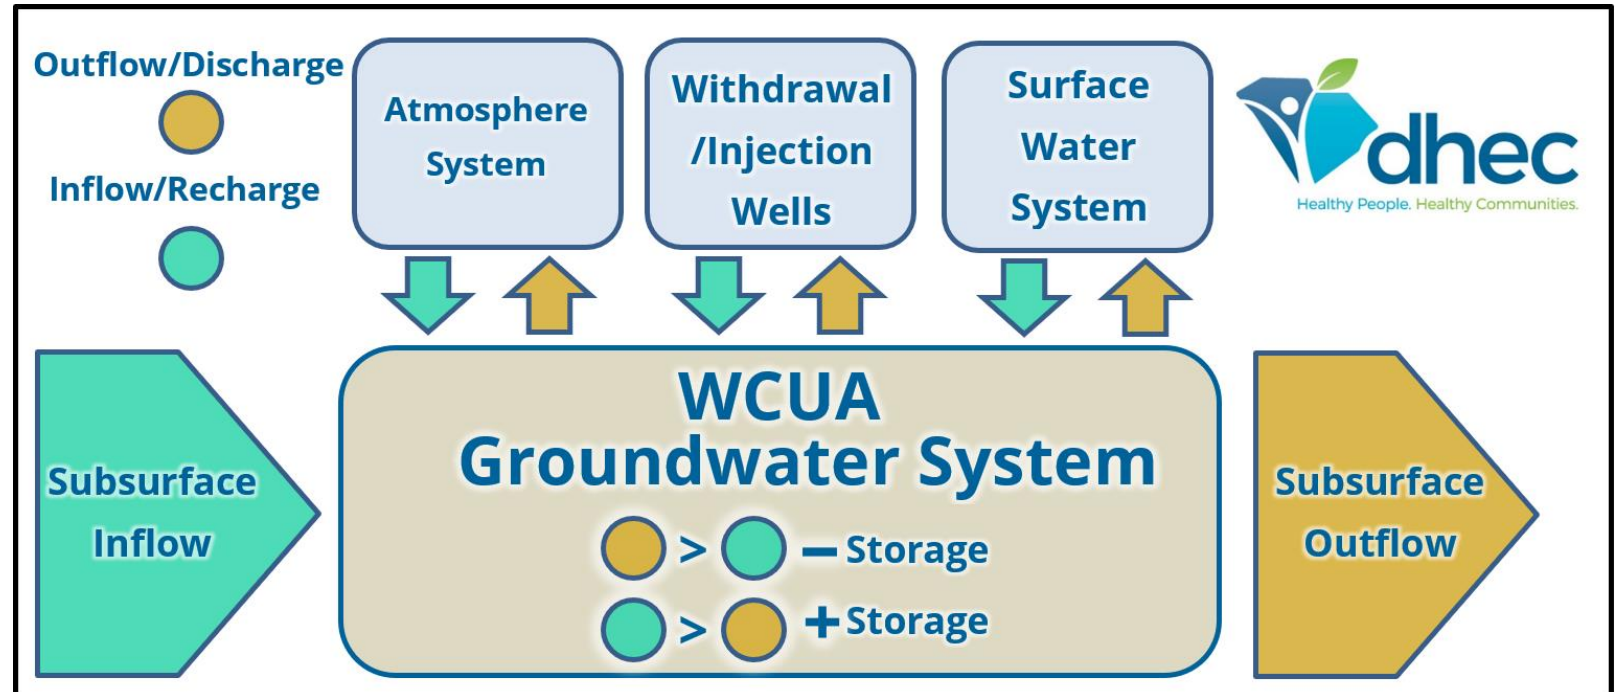 Outflow/Discharge
Inflow/Recharge
Atmosphere
System
Withdrawal
/Injection
Wells
Surface
Water
System
dhec
Healthy People. Healthy Communities.
Subsurface
Inflow
WCUA
Groundwater System
> – Storage
> + Storage
Subsurface
Outflow